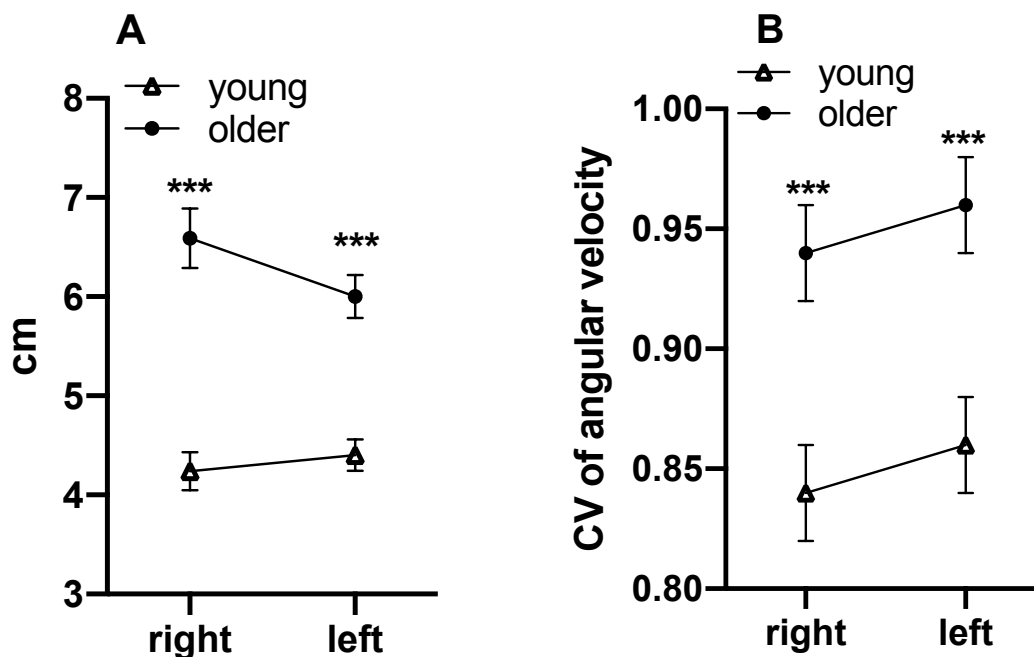 A
young
older
8
7
6
5
4
3
cm
***
***
right
left
B
young
older
1.00
0.95
0.90
0.85
0.80
CV of angular velocity
***
***
right
left